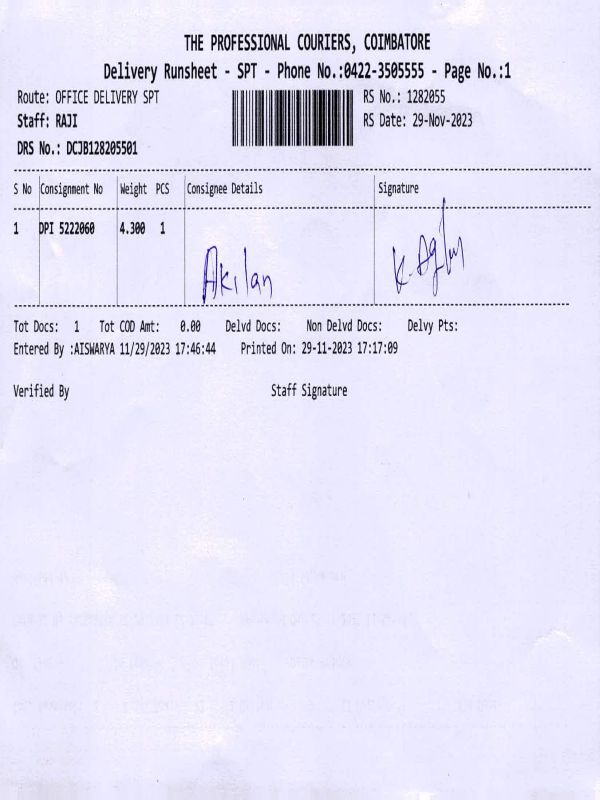 THE PROFESSIONAL COURIERS, COIMBATORE
Delivery Runsheet - SPT - Phone No.:0422-3505555 - Page No.:1
Route: OFFICE DELIVERY SPT RS No.: 1282055
Staff: RAJI RS Date: 29-Nov-2023
DRS No.: DCJB128205501
S No Consignment No Weight PCS Consignee Details Signature
1 DPI 5222060 4.300 1
Akilan K. Agilan
Tot Docs: 1 Tot COD Amt: 0.00 Delvd Docs: Non Delvd Docs: Delvy Pts:
Entered By :AISWARYA 11/29/2023 17:46:44 Printed On: 29-11-2023 17:17:09
Verified By Staff Signature